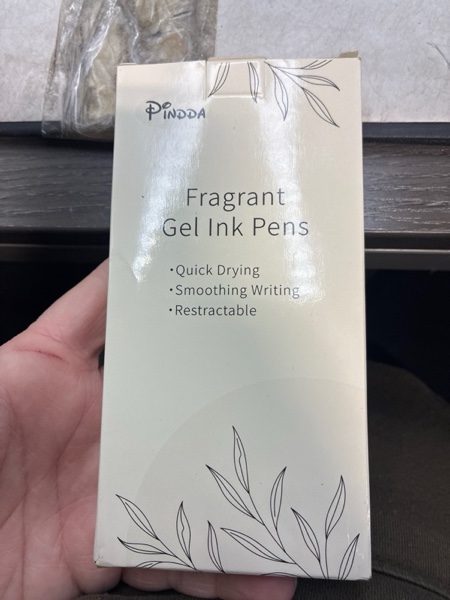 PINDDA
Fragrant
Gel Ink Pens
·Quick Drying
·Smoothing Writing
·Restractable